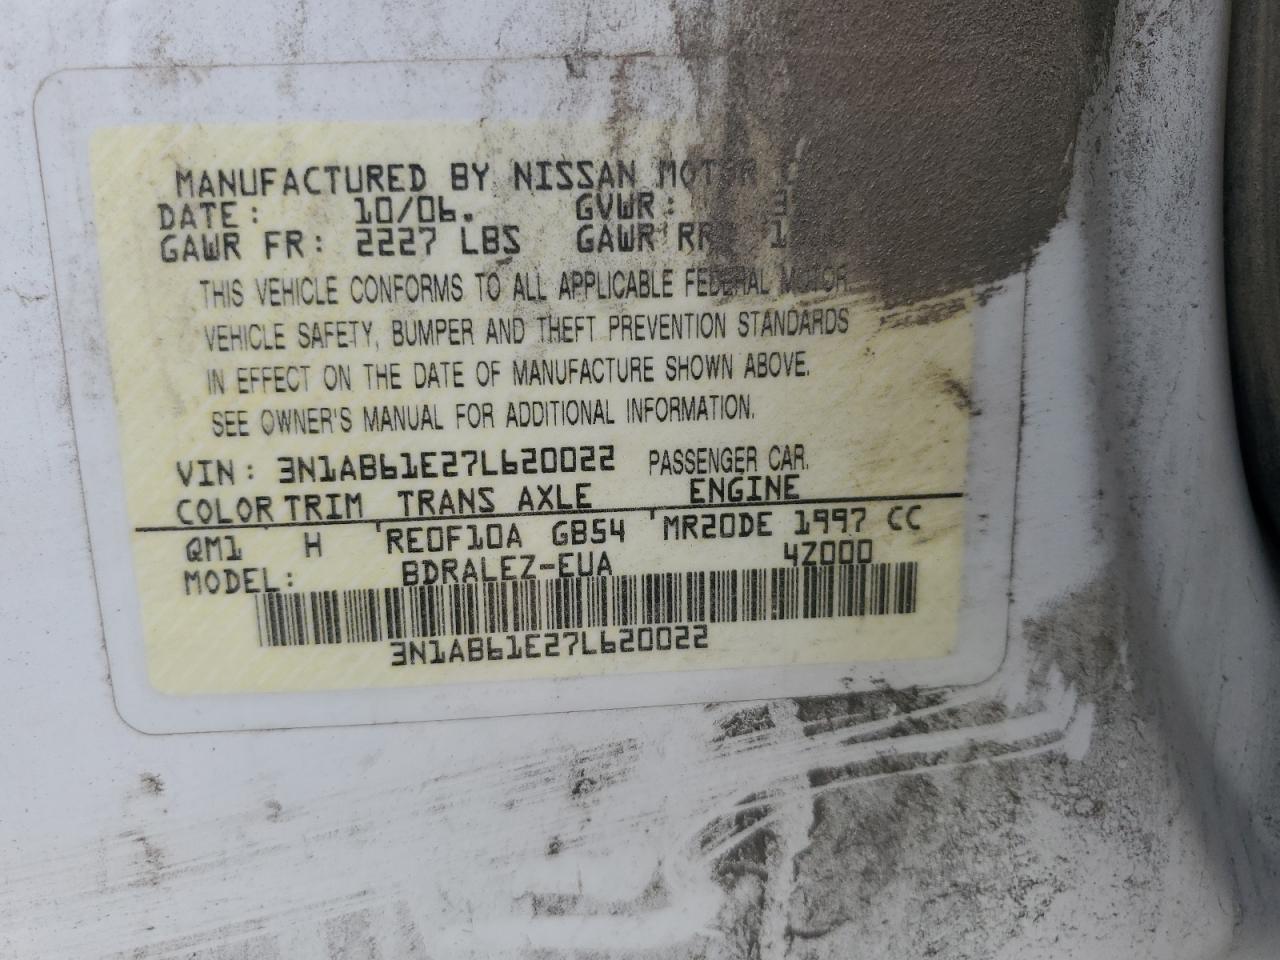 MANUFACTURED BY NISSAN MOTOR
DATE: 10/06. GVWR:
GAWR FR: 2227 LBS GAWR RR:
THIS VEHICLE CONFORMS TO ALL APPLICABLE FEDERAL MOTOR
VEHICLE SAFETY, BUMPER AND THEFT PREVENTION STANDARDS
IN EFFECT ON THE DATE OF MANUFACTURE SHOWN ABOVE.
SEE OWNER'S MANUAL FOR ADDITIONAL INFORMATION.
VIN: 3N1AB61E27L620022 PASSENGER CAR.
COLOR TRIM TRANS AXLE ENGINE
QM1 H RE0F10A GB54 MR20DE 1997 CC
MODEL: BDRALEZ-EUA 4Z000
3N1AB61E27L620022